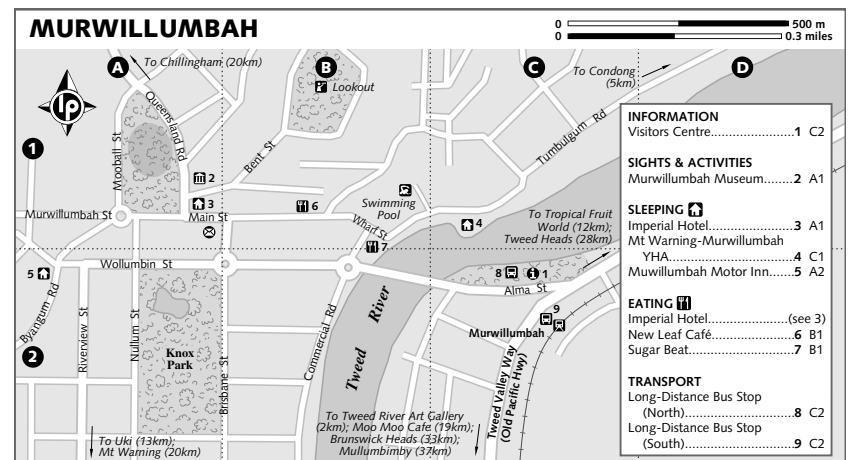 MURWILLUMBAH
0 500 m
0 0.3 miles
A
B
C
D
1
2
lp
To Chillingham (20km)
Lookout
To Condong
(5km)
Queensland Rd
Mooball St
Bent St
Tumbulgum Rd
2
3
6
Swimming
Pool
4
Murwillumbah St
Main St
Wharf St
7
To Tropical Fruit
World (12km);
Tweed Heads (28km)
5
Wollumbin St
8
1
Alma St
9
Murwillumbah
Byangum Rd
Riverview St
Nullum St
Knox
Park
Brisbane St
Commercial Rd
Tweed River
Tweed Valley Way
(Old Pacific Hwy)
To Uki (13km);
Mt Warning (20km)
To Tweed River Art Gallery
(2km); Moo Moo Cafe (19km);
Brunswick Heads (33km);
Mullumbimby (37km)
INFORMATION
Visitors Centre.......................1 C2
SIGHTS & ACTIVITIES
Murwillumbah Museum.......2 A1
SLEEPING
Imperial Hotel.......................3 A1
Mt Warning-Murwillumbah
YHA.....................................4 C1
Muwillumbah Motor Inn.....5 A2
EATING
Imperial Hotel.....................(see 3)
New Leaf Café......................6 B1
Sugar Beat............................7 B1
TRANSPORT
Long-Distance Bus Stop
(North)................................8 C2
Long-Distance Bus Stop
(South)................................9 C2